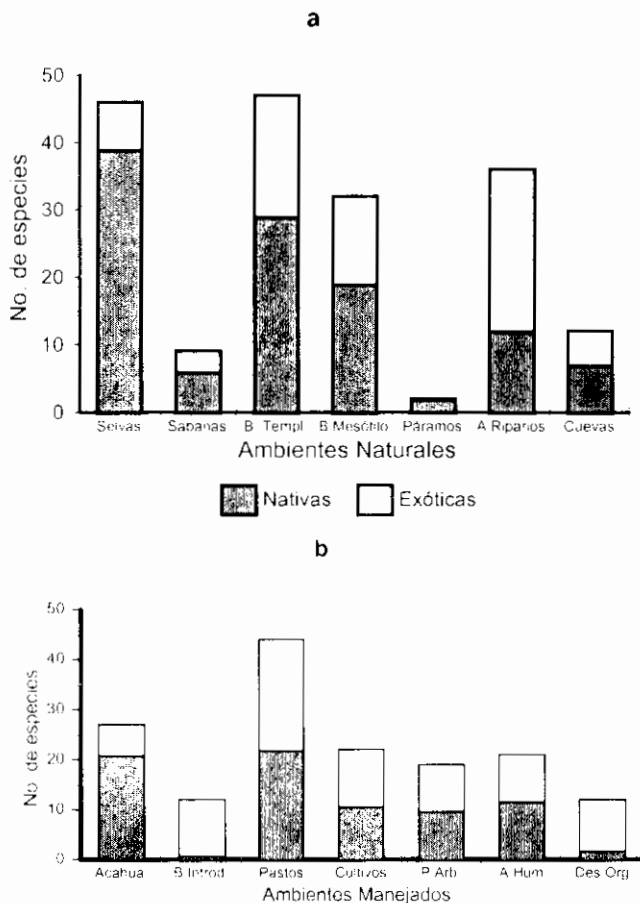 a
No. de especies
50
40
30
20
10
0
Selvas Sabanas B Templ B Mesófilo Páramos A Riparios Cuevas
Ambientes Naturales
Nativas Exóticas
b
No. de especies
50
40
30
20
10
0
Acahua B Introd Pastos Cultivos P Arb A Hum Des Org
Ambientes Manejados